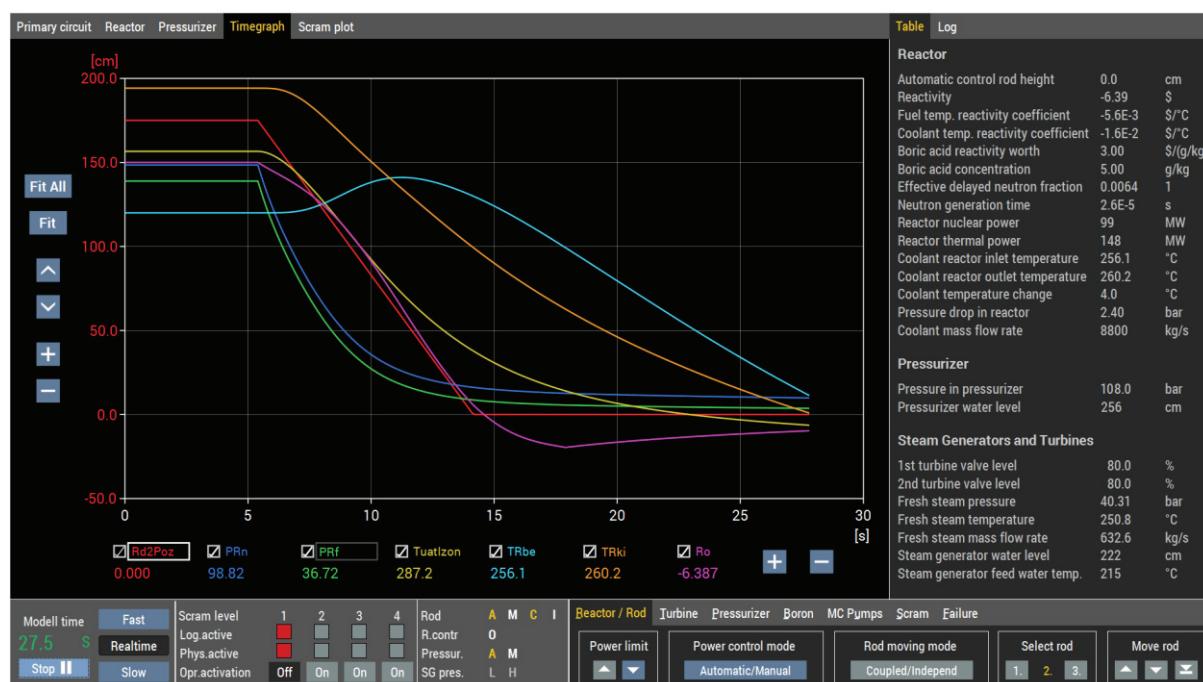 Primary circuit Reactor Pressurizer Timegraph Scram plot
[cm]
200.0
150.0
100.0
50.0
0.0
-50.0
0 5 10 15 20 25 30
[s]
Fit All
Fit
Rd2Poz PRn PRf TuatIzon TRbe TRki Ro
0.000 98.82 36.72 287.2 256.1 260.2 -6.387
Table Log
Reactor
Automatic control rod height 0.0 cm
Reactivity -6.39 $
Fuel temp. reactivity coefficient -5.6E-3 $/°C
Coolant temp. reactivity coefficient -1.6E-2 $/°C
Boric acid reactivity worth 3.00 $/(g/kg
Boric acid concentration 5.00 g/kg
Effective delayed neutron fraction 0.0064 1
Neutron generation time 2.6E-5 s
Reactor nuclear power 99 MW
Reactor thermal power 148 MW
Coolant reactor inlet temperature 256.1 °C
Coolant reactor outlet temperature 260.2 °C
Coolant temperature change 4.0 °C
Pressure drop in reactor 2.40 bar
Coolant mass flow rate 8800 kg/s
Pressurizer
Pressure in pressurizer 108.0 bar
Pressurizer water level 256 cm
Steam Generators and Turbines
1st turbine valve level 80.0 %
2nd turbine valve level 80.0 %
Fresh steam pressure 40.31 bar
Fresh steam temperature 250.8 °C
Fresh steam mass flow rate 632.6 kg/s
Steam generator water level 222 cm
Steam generator feed water temp. 215 °C
Modell time
27.5 S
Stop
Fast
Realtime
Slow
Scram level 1 2 3 4
Log.active
Phys.active
Opr.activation Off On On On
Rod A M C I
R.contr O
Pressur. A M
SG pres. L H
Reactor / Rod Turbine Pressurizer Boron MC Pumps Scram Failure
Power limit Power control mode Rod moving mode Select rod Move rod
Automatic/Manual Coupled/Independ 1. 2. 3.